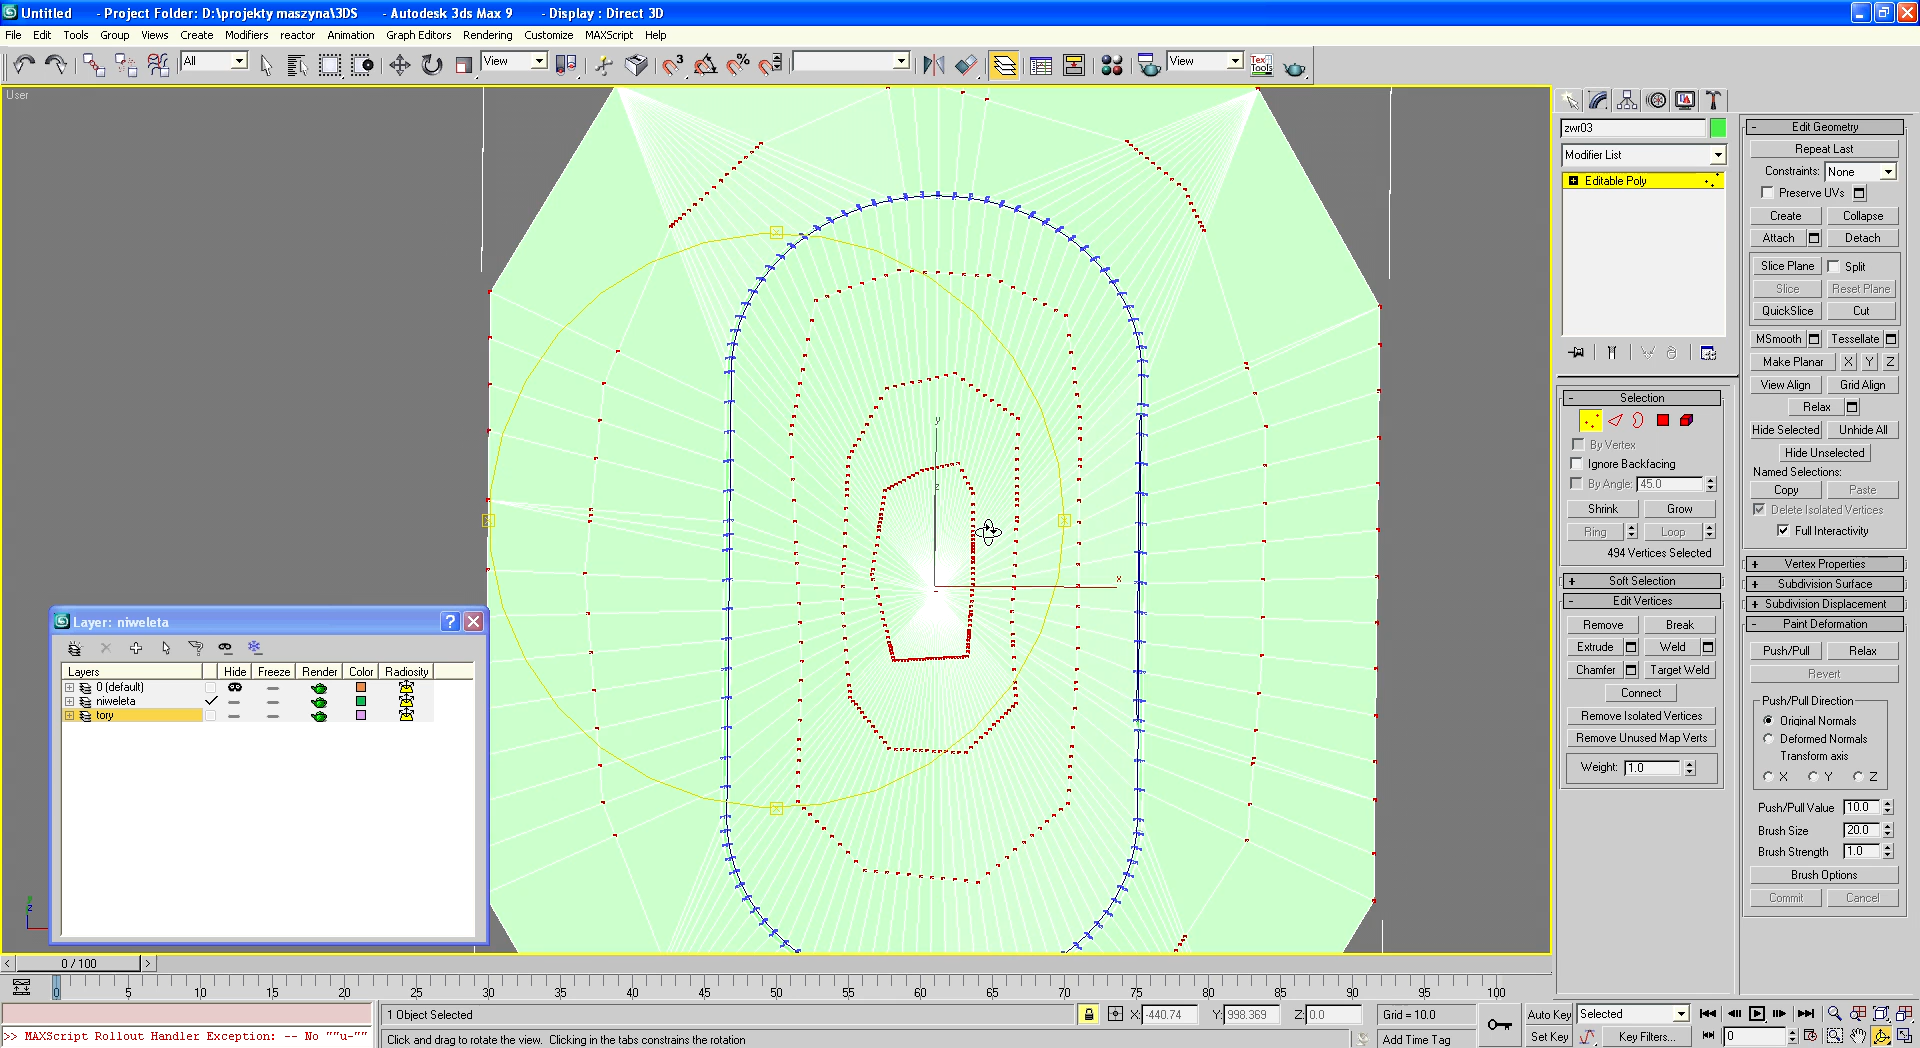 Untitled - Project Folder: D:\projekty maszyna\3DS - Autodesk 3ds Max 9 - Display : Direct 3D
File Edit Tools Group Views Create Modifiers reactor Animation Graph Editors Rendering Customize MAXScript Help
All View View Tex Tools
User
y
z
x
zwr03
Modifier List
Editable Poly
Selection
By Vertex
Ignore Backfacing
By Angle: 45.0
Shrink Grow
Ring Loop
494 Vertices Selected
Soft Selection
Edit Vertices
Remove Break
Extrude Weld
Chamfer Target Weld
Connect
Remove Isolated Vertices
Remove Unused Map Verts
Weight: 1.0
Edit Geometry
Repeat Last
Constraints: None
Preserve UVs
Create Collapse
Attach Detach
Slice Plane Split
Slice Reset Plane
QuickSlice Cut
MSmooth Tessellate
Make Planar X Y Z
View Align Grid Align
Relax
Hide Selected Unhide All
Hide Unselected
Named Selections:
Copy Paste
Delete Isolated Vertices
Full Interactivity
Vertex Properties
Subdivision Surface
Subdivision Displacement
Paint Deformation
Push/Pull Relax
Revert
Push/Pull Direction
Original Normals
Deformed Normals
Transform axis
X Y Z
Push/Pull Value 10.0
Brush Size 20.0
Brush Strength 1.0
Brush Options
Commit Cancel
Layer: niweleta
Layers Hide Freeze Render Color Radiosity
0 (default)
niweleta
tory
z
0 / 100
0 5 10 15 20 25 30 35 40 45 50 55 60 65 70 75 80 85 90 95 100
1 Object Selected X: -440.74 Y: 998.369 Z: 0.0 Grid = 10.0 Auto Key Selected
>> MAXScript Rollout Handler Exception: -- No ""u-"" Click and drag to rotate the view. Clicking in the tabs constrains the rotation Add Time Tag Set Key Key Filters... 0